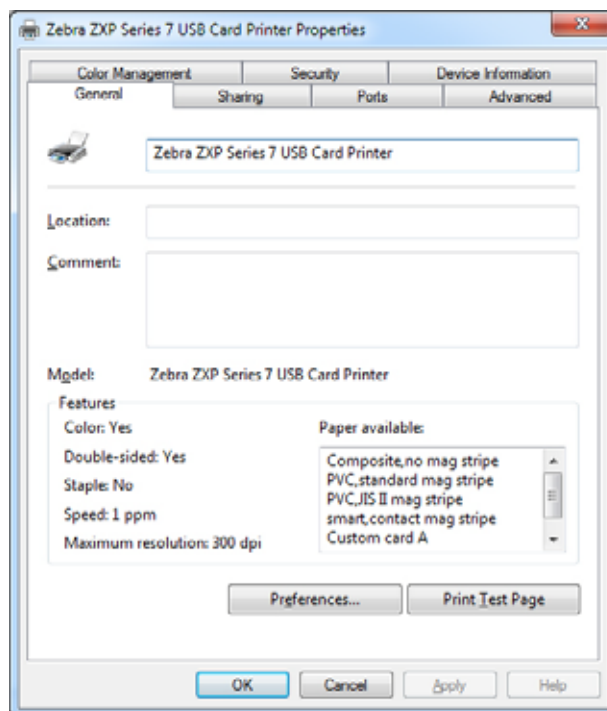 Zebra ZXP Series 7 USB Card Printer Properties
Color Management Security Device Information
General Sharing Ports Advanced
Zebra ZXP Series 7 USB Card Printer
Location:
Comment:
Model: Zebra ZXP Series 7 USB Card Printer
Features
Color: Yes Paper available:
Double-sided: Yes Composite,no mag stripe
PVC,standard mag stripe
Staple: No PVC,JIS II mag stripe
Speed: 1 ppm smart,contact mag stripe
Maximum resolution: 300 dpi Custom card A
Preferences... Print Test Page
OK Cancel Apply Help